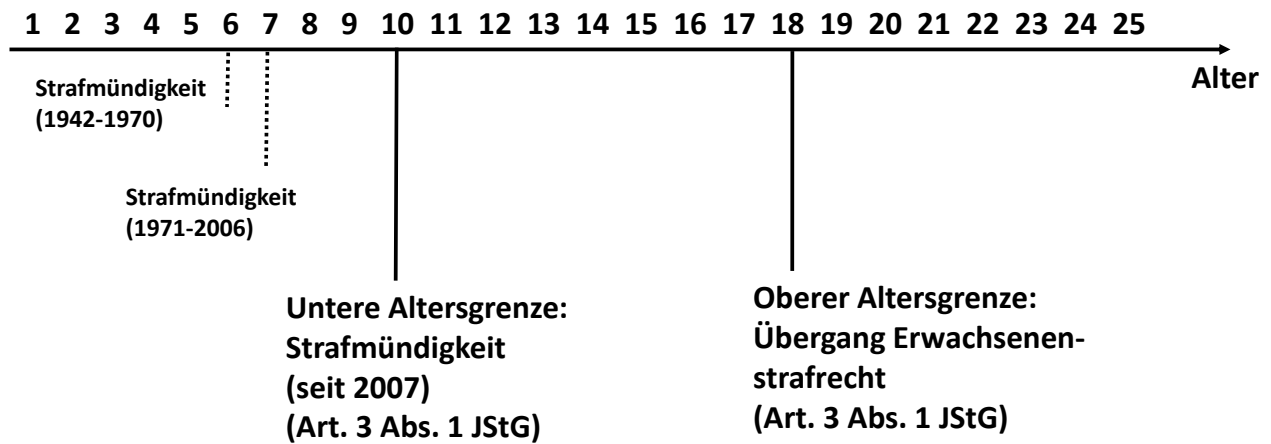 1 2 3 4 5 6 7 8 9 10 11 12 13 14 15 16 17 18 19 20 21 22 23 24 25
Alter
Strafmündigkeit
(1942-1970)
Strafmündigkeit
(1971-2006)
Untere Altersgrenze:
Strafmündigkeit
(seit 2007)
(Art. 3 Abs. 1 JStG)
Oberer Altersgrenze:
Übergang Erwachsenen-
strafrecht
(Art. 3 Abs. 1 JStG)